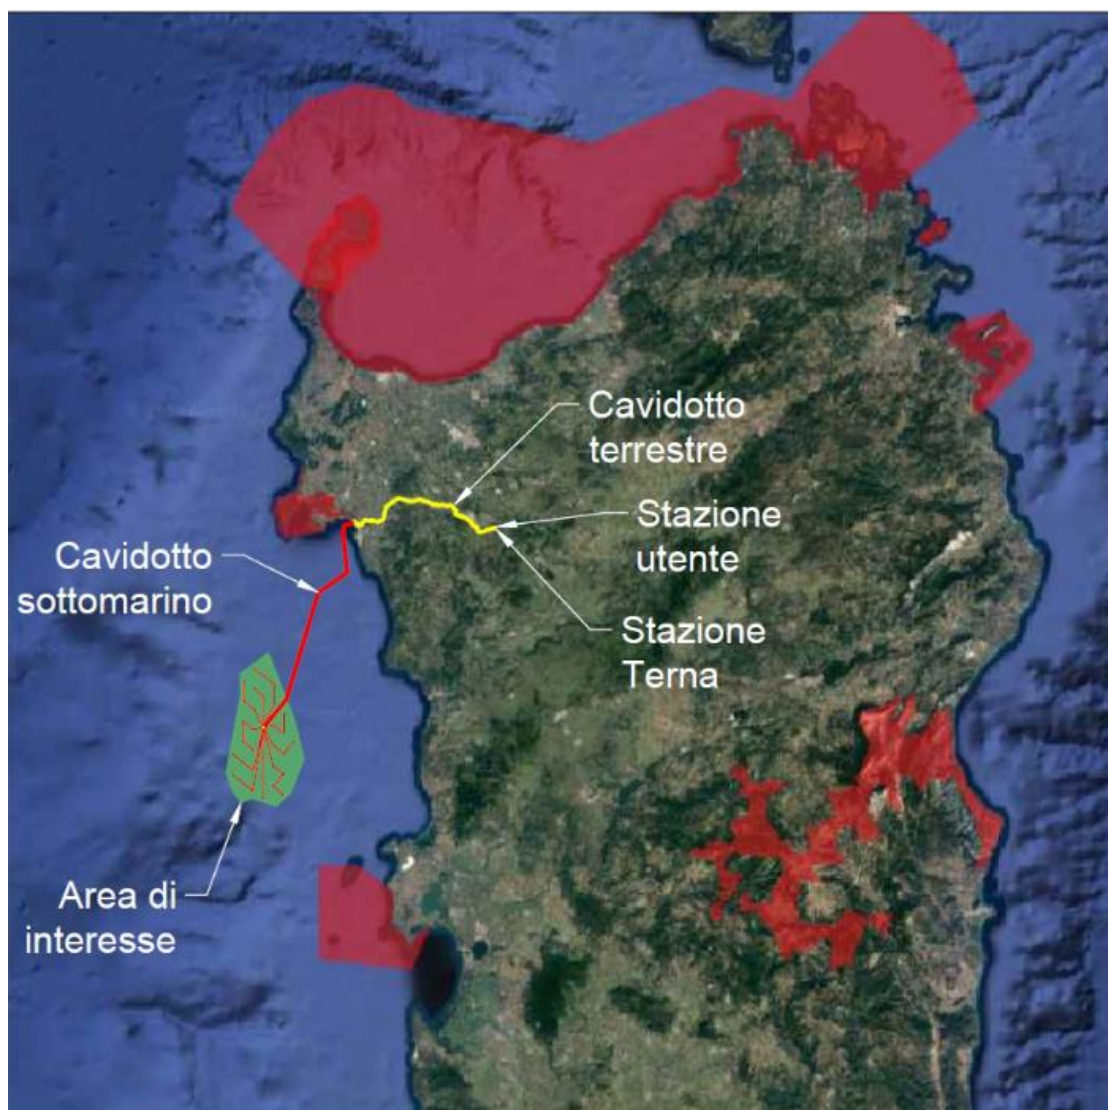 Cavidotto
terrestre
Stazione
utente
Cavidotto
sottomarino
Stazione
Terna
Area di
interesse